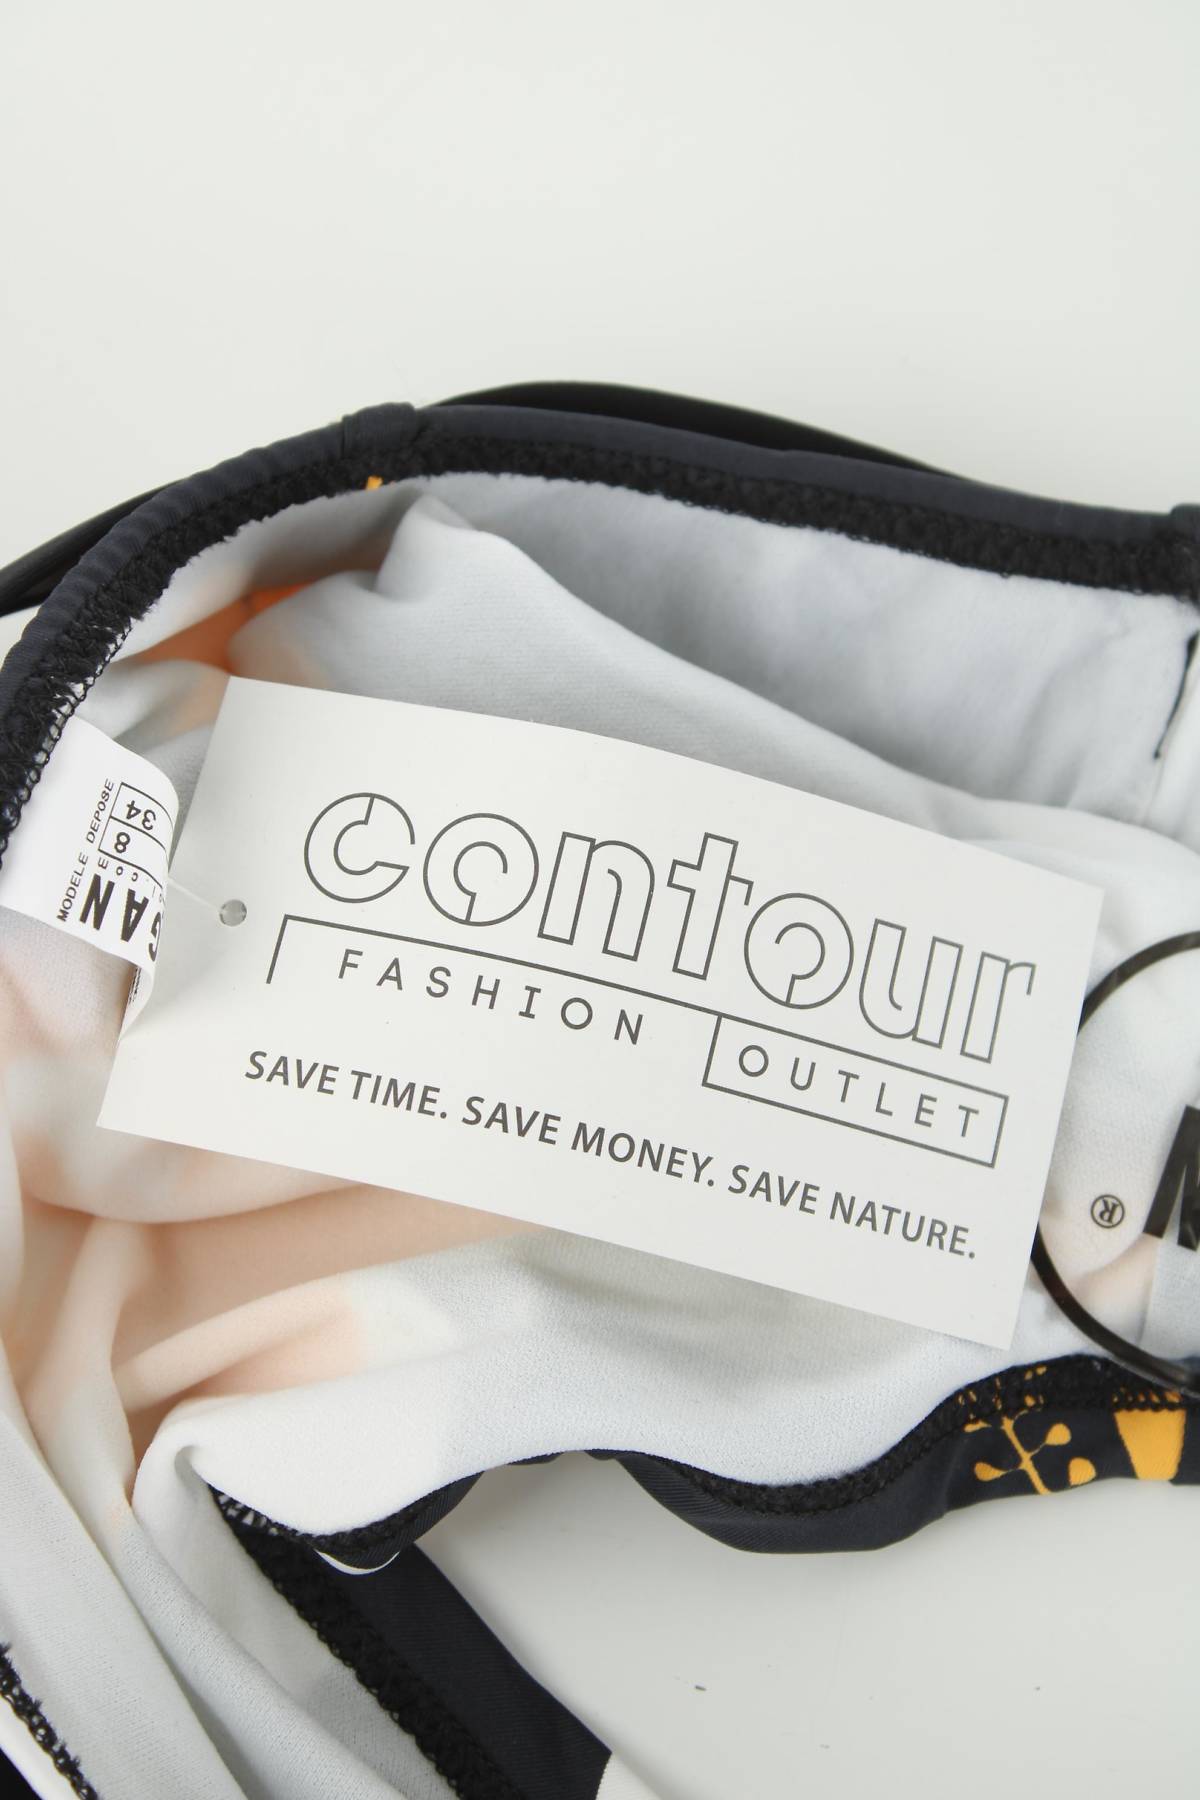 contour
FASHION
OUTLET
SAVE TIME. SAVE MONEY. SAVE NATURE.
MODELE DEPOSE
8
34
GAN
®